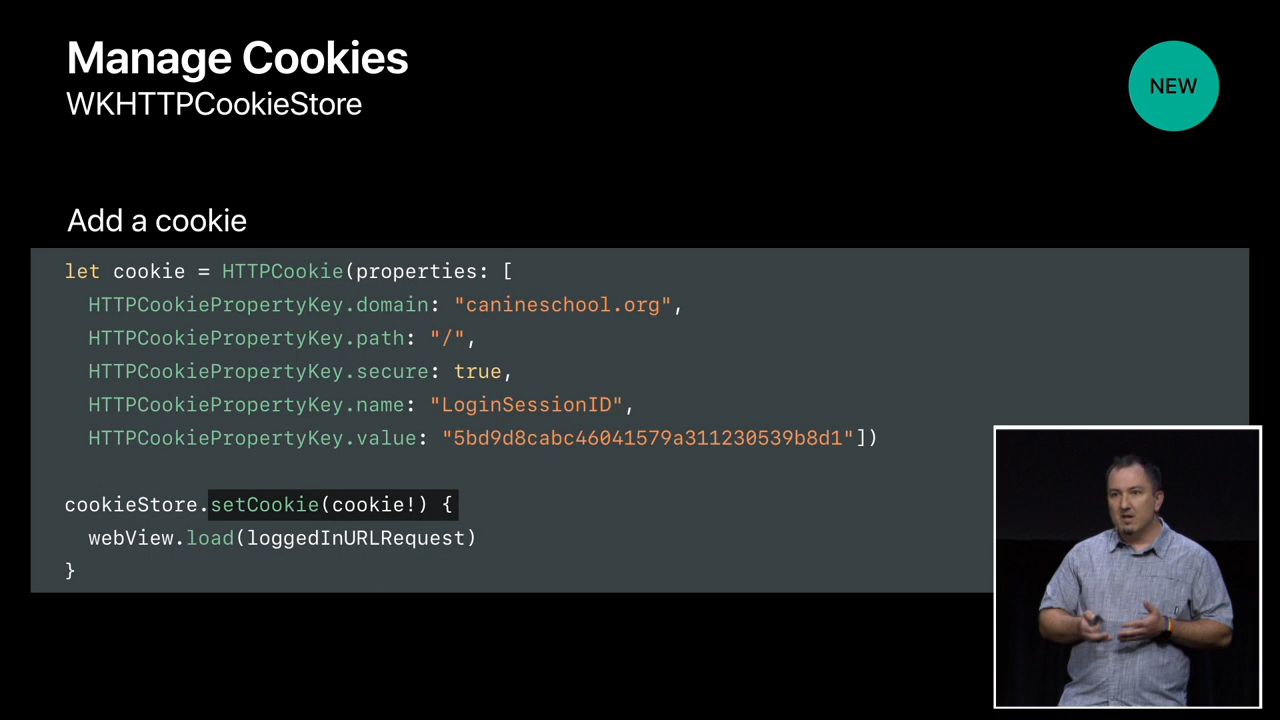 Manage Cookies
WKHTTPCookieStore
NEW
Add a cookie
let cookie = HTTPCookie(properties: [
  HTTPCookiePropertyKey.domain: "canineschool.org",
  HTTPCookiePropertyKey.path: "/",
  HTTPCookiePropertyKey.secure: true,
  HTTPCookiePropertyKey.name: "LoginSessionID",
  HTTPCookiePropertyKey.value: "5bd9d8cabc46041579a311230539b8d1"])
cookieStore.setCookie(cookie!) {
  webView.load(loggedInURLRequest)
}